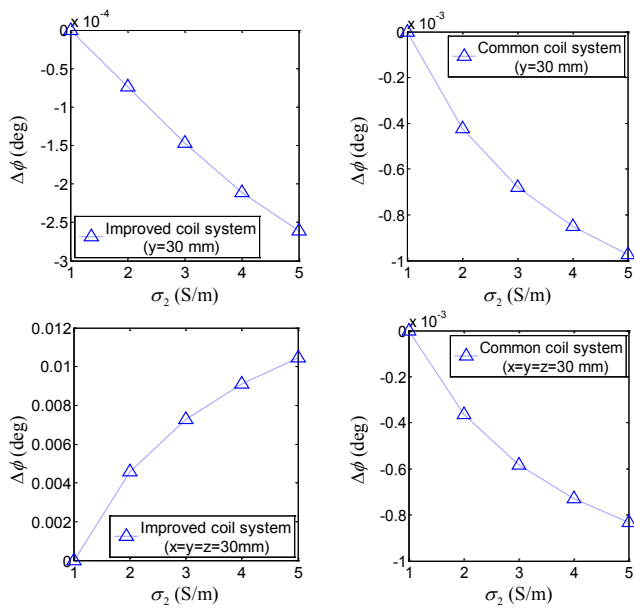 x 10⁻⁴
0
-0.5
-1
-1.5
-2
-2.5
-3
Δϕ (deg)
Improved coil system
(y=30 mm)
1 2 3 4 5
σ₂ (S/m)
x 10⁻³
0
-0.2
-0.4
-0.6
-0.8
-1
Δϕ (deg)
Common coil system
(y=30 mm)
1 2 3 4 5
σ₂ (S/m)
0.012
0.01
0.008
0.006
0.004
0.002
0
Δϕ (deg)
Improved coil system
(x=y=z=30mm)
1 2 3 4 5
σ₂ (S/m)
x 10⁻³
0
-0.2
-0.4
-0.6
-0.8
-1
Δϕ (deg)
Common coil system
(x=y=z=30 mm)
1 2 3 4 5
σ₂ (S/m)